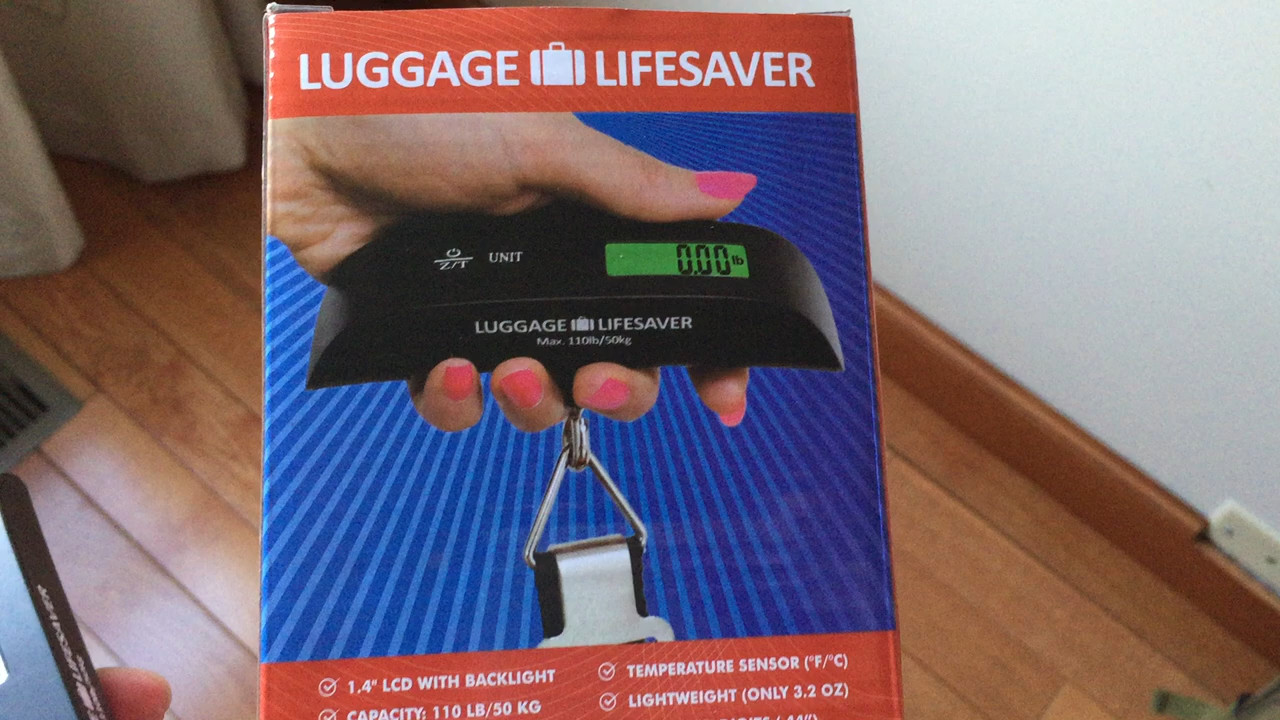 LUGGAGE LIFESAVER
Z/T UNIT
0.00 lb
LUGGAGE LIFESAVER
Max. 110lb/50kg
1.4" LCD WITH BACKLIGHT
CAPACITY: 110 LB/50 KG
TEMPERATURE SENSOR (°F/°C)
LIGHTWEIGHT (ONLY 3.2 OZ)